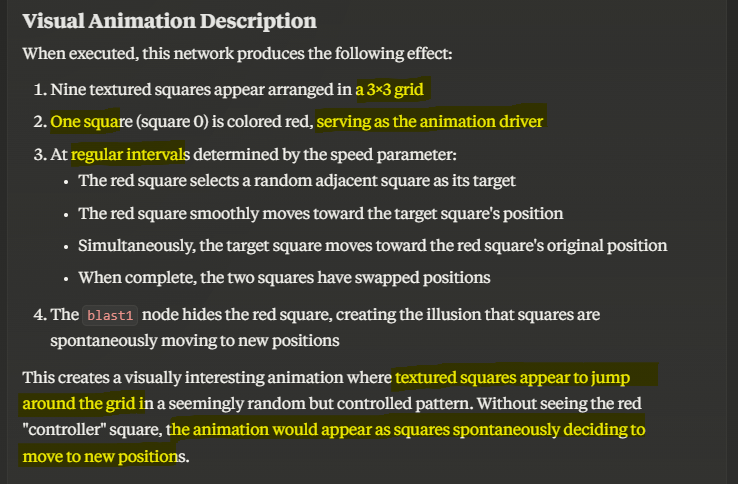 Visual Animation Description
When executed, this network produces the following effect:
1. Nine textured squares appear arranged in a 3×3 grid
2. One square (square 0) is colored red, serving as the animation driver
3. At regular intervals determined by the speed parameter:
• The red square selects a random adjacent square as its target
• The red square smoothly moves toward the target square's position
• Simultaneously, the target square moves toward the red square's original position
• When complete, the two squares have swapped positions
4. The blast1 node hides the red square, creating the illusion that squares are
spontaneously moving to new positions
This creates a visually interesting animation where textured squares appear to jump
around the grid in a seemingly random but controlled pattern. Without seeing the red
"controller" square, the animation would appear as squares spontaneously deciding to
move to new positions.